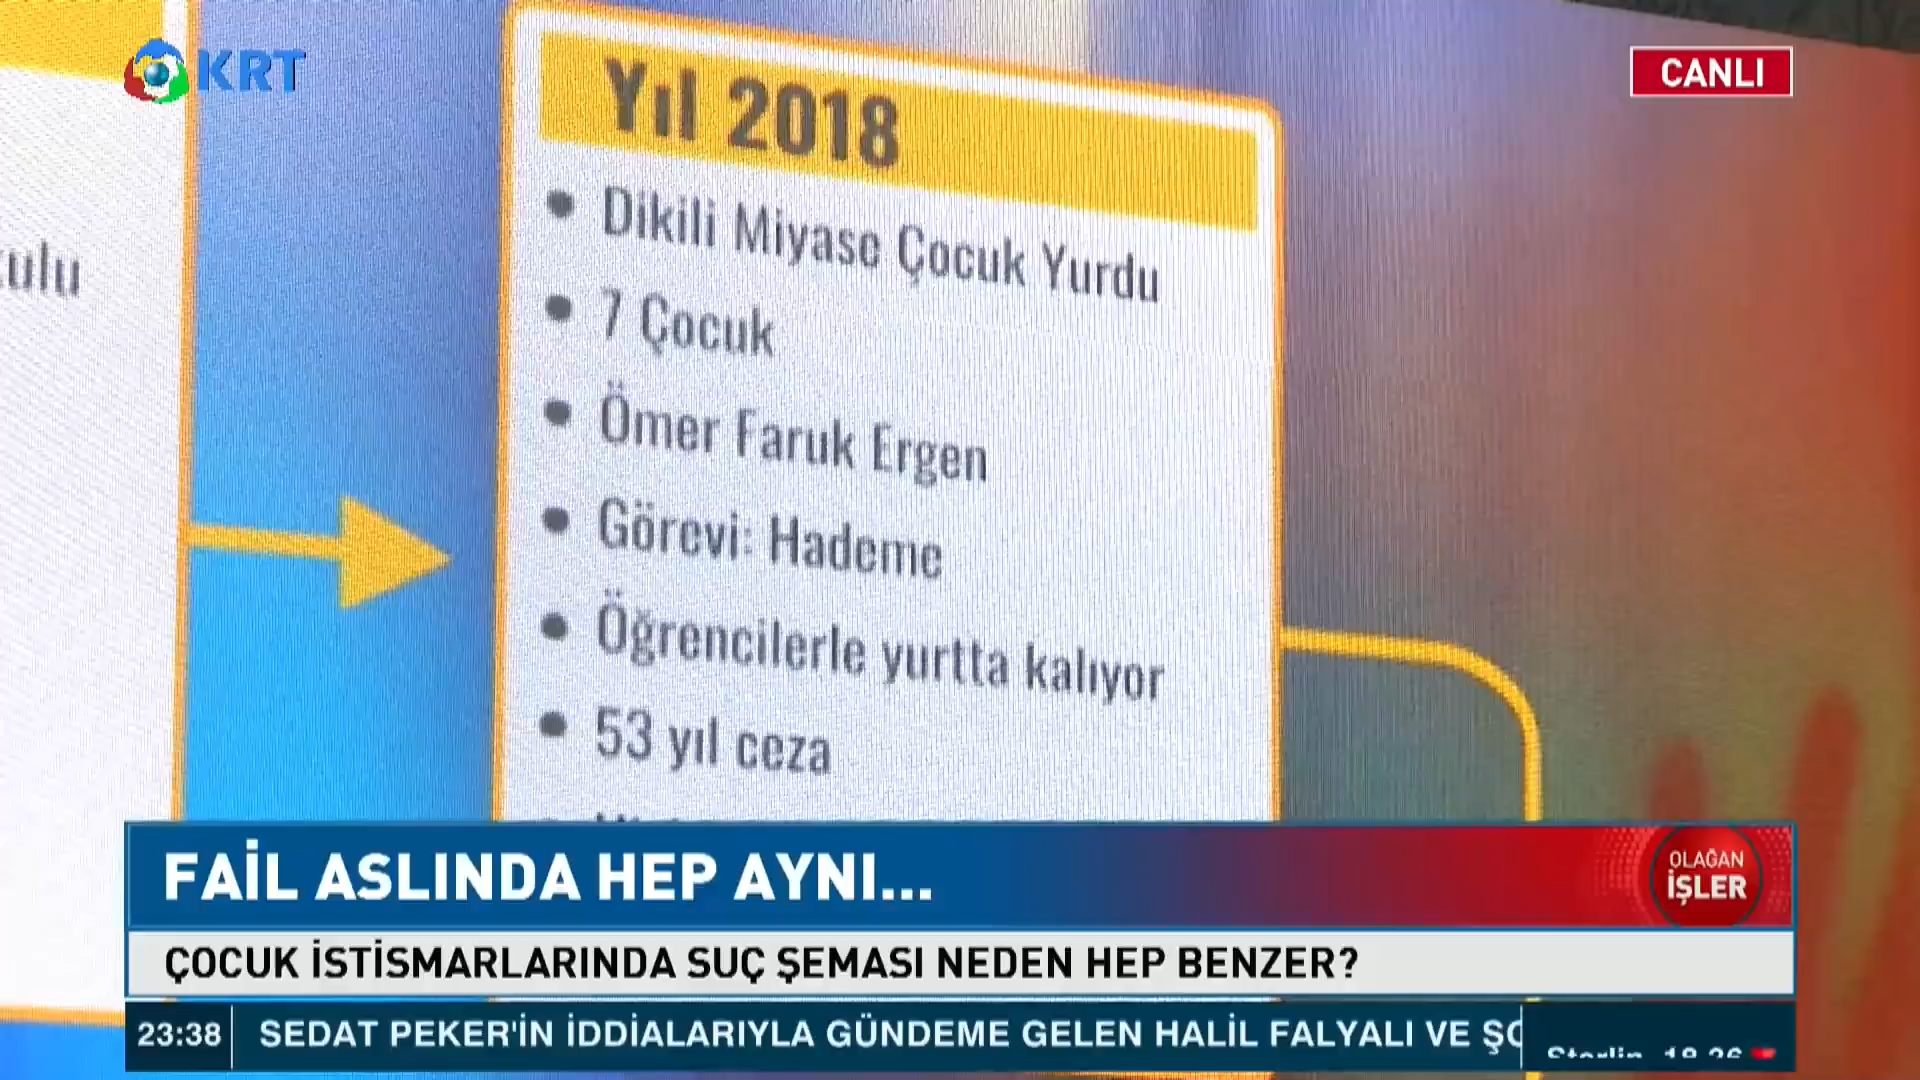 KRT
CANLI
Yıl 2018
• Dikili Miyase Çocuk Yurdu
• 7 Çocuk
• Ömer Faruk Ergen
• Görevi: Hademe
• Öğrencilerle yurtta kalıyor
• 53 yıl ceza
FAİL ASLINDA HEP AYNI...
OLAĞAN
İŞLER
ÇOCUK İSTİSMARLARINDA SUÇ ŞEMASI NEDEN HEP BENZER?
23:38 SEDAT PEKER'İN İDDİALARIYLA GÜNDEME GELEN HALİL FALYALI VE